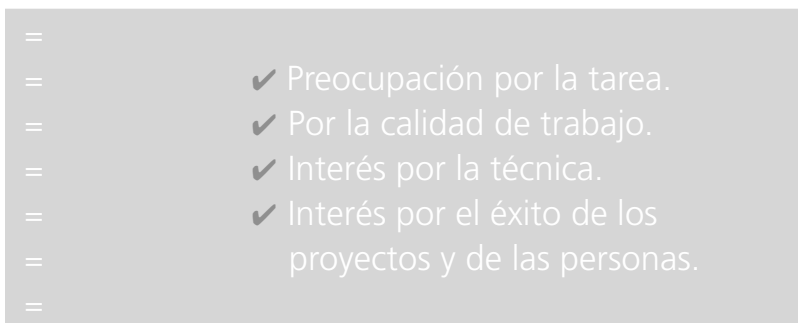 =
= ✔ Preocupación por la tarea.
= ✔ Por la calidad de trabajo.
= ✔ Interés por la técnica.
= ✔ Interés por el éxito de los
= proyectos y de las personas.
=